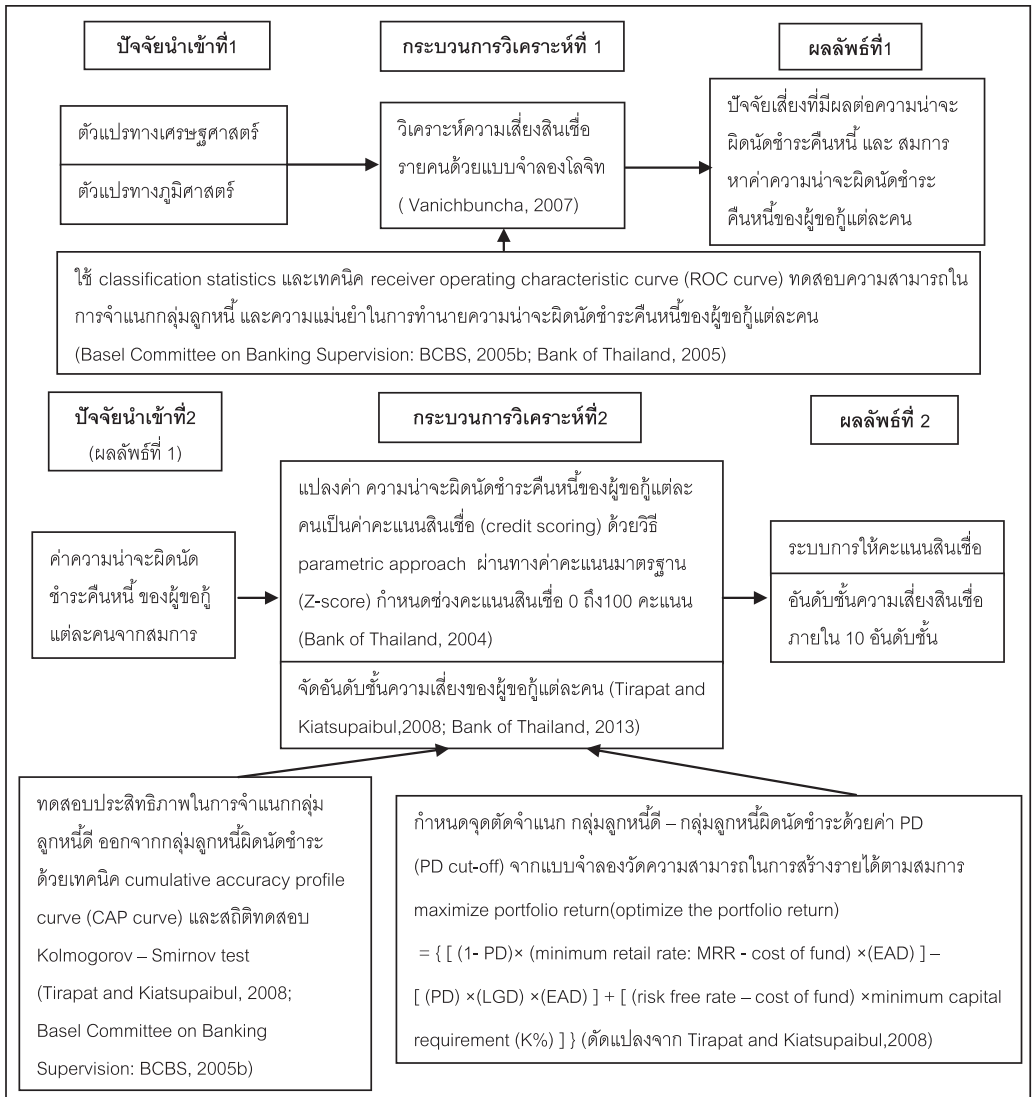 ปัจจัยนำเข้าที่1
กระบวนการวิเคราะห์ที่ 1
ผลลัพธ์ที่1
ตัวแปรทางเศรษฐศาสตร์
ตัวแปรทางภูมิศาสตร์
วิเคราะห์ความเสี่ยงสินเชื่อ
รายคนด้วยแบบจำลองโลจิท
( Vanichbuncha, 2007)
ปัจจัยเสี่ยงที่มีผลต่อความน่าจะ
ผิดนัดชำระคืนหนี้ และ สมการ
หาค่าความน่าจะผิดนัดชำระ
คืนหนี้ของผู้ขอกู้แต่ละคน
ใช้ classification statistics และเทคนิค receiver operating characteristic curve (ROC curve) ทดสอบความสามารถใน
การจำแนกกลุ่มลูกหนี้ และความแม่นยำในการทำนายความน่าจะผิดนัดชำระคืนหนี้ของผู้ขอกู้แต่ละคน
(Basel Committee on Banking Supervision: BCBS, 2005b; Bank of Thailand, 2005)
ปัจจัยนำเข้าที่2
(ผลลัพธ์ที่ 1)
กระบวนการวิเคราะห์ที่2
ผลลัพธ์ที่ 2
ค่าความน่าจะผิดนัด
ชำระคืนหนี้ ของผู้ขอกู้
แต่ละคนจากสมการ
แปลงค่า ความน่าจะผิดนัดชำระคืนหนี้ของผู้ขอกู้แต่ละ
คนเป็นค่าคะแนนสินเชื่อ (credit scoring) ด้วยวิธี
parametric approach ผ่านทางค่าคะแนนมาตรฐาน
(Z-score) กำหนดช่วงคะแนนสินเชื่อ 0 ถึง100 คะแนน
(Bank of Thailand, 2004)
จัดอันดับชั้นความเสี่ยงของผู้ขอกู้แต่ละคน (Tirapat and
Kiatsupaibul,2008; Bank of Thailand, 2013)
ระบบการให้คะแนนสินเชื่อ
อันดับชั้นความเสี่ยงสินเชื่อ
ภายใน 10 อันดับชั้น
ทดสอบประสิทธิภาพในการจำแนกกลุ่ม
ลูกหนี้ดี ออกจากกลุ่มลูกหนี้ผิดนัดชำระ
ด้วยเทคนิค cumulative accuracy profile
curve (CAP curve) และสถิติทดสอบ
Kolmogorov – Smirnov test
(Tirapat and Kiatsupaibul, 2008;
Basel Committee on Banking
Supervision: BCBS, 2005b)
กำหนดจุดตัดจำแนก กลุ่มลูกหนี้ดี – กลุ่มลูกหนี้ผิดนัดชำระด้วยค่า PD
(PD cut-off) จากแบบจำลองวัดความสามารถในการสร้างรายได้ตามสมการ
maximize portfolio return(optimize the portfolio return)
= { [ (1- PD)× (minimum retail rate: MRR - cost of fund) ×(EAD) ] –
[ (PD) ×(LGD) ×(EAD) ] + [ (risk free rate – cost of fund) ×minimum capital
requirement (K%) ] } (ดัดแปลงจาก Tirapat and Kiatsupaibul,2008)